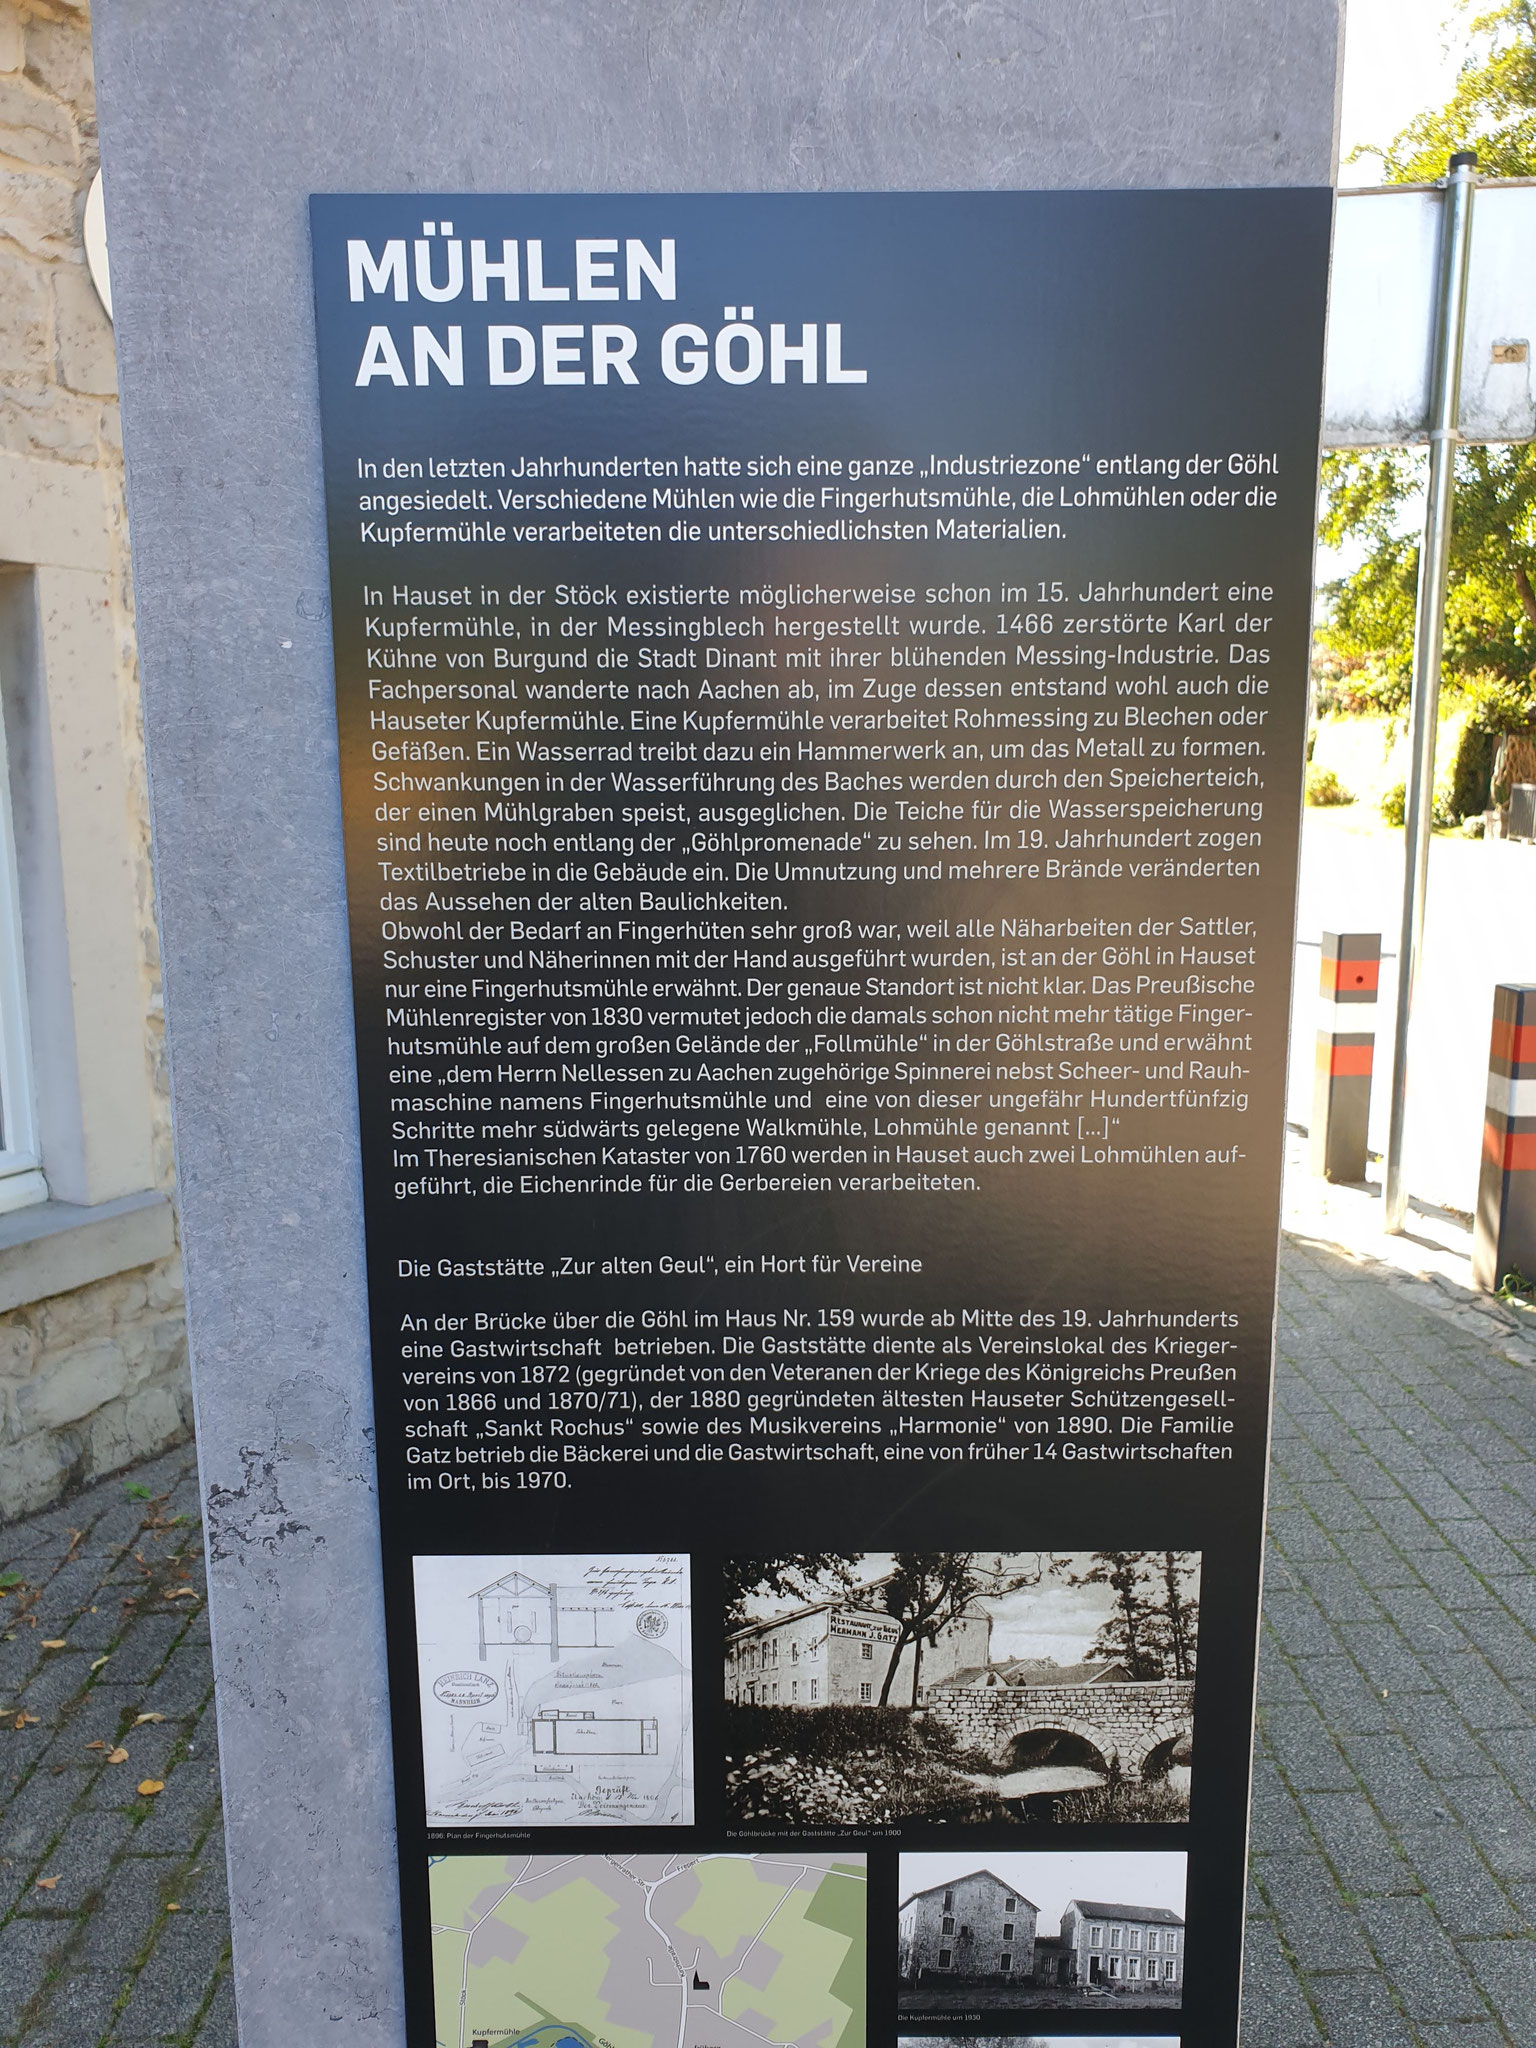 MÜHLEN
AN DER GÖHL
In den letzten Jahrhunderten hatte sich eine ganze „Industriezone“ entlang der Göhl
angesiedelt. Verschiedene Mühlen wie die Fingerhutsmühle, die Lohmühlen oder die
Kupfermühle verarbeiteten die unterschiedlichsten Materialien.
In Hauset in der Stöck existierte möglicherweise schon im 15. Jahrhundert eine
Kupfermühle, in der Messingblech hergestellt wurde. 1466 zerstörte Karl der
Kühne von Burgund die Stadt Dinant mit ihrer blühenden Messing-Industrie. Das
Fachpersonal wanderte nach Aachen ab, im Zuge dessen entstand wohl auch die
Hauseter Kupfermühle. Eine Kupfermühle verarbeitet Rohmessing zu Blechen oder
Gefäßen. Ein Wasserrad treibt dazu ein Hammerwerk an, um das Metall zu formen.
Schwankungen in der Wasserführung des Baches werden durch den Speicherteich,
der einen Mühlgraben speist, ausgeglichen. Die Teiche für die Wasserspeicherung
sind heute noch entlang der „Göhlpromenade“ zu sehen. Im 19. Jahrhundert zogen
Textilbetriebe in die Gebäude ein. Die Umnutzung und mehrere Brände veränderten
das Aussehen der alten Baulichkeiten.
Obwohl der Bedarf an Fingerhüten sehr groß war, weil alle Näharbeiten der Sattler,
Schuster und Näherinnen mit der Hand ausgeführt wurden, ist an der Göhl in Hauset
nur eine Fingerhutsmühle erwähnt. Der genaue Standort ist nicht klar. Das Preußische
Mühlenregister von 1830 vermutet jedoch die damals schon nicht mehr tätige Finger-
hutsmühle auf dem großen Gelände der „Follmühle“ in der Göhlstraße und erwähnt
eine „dem Herrn Nellessen zu Aachen zugehörige Spinnerei nebst Scheer- und Rauh-
maschine namens Fingerhutsmühle und eine von dieser ungefähr Hundertfünfzig
Schritte mehr südwärts gelegene Walkmühle, Lohmühle genannt [...]“
Im Theresianischen Kataster von 1760 werden in Hauset auch zwei Lohmühlen auf-
geführt, die Eichenrinde für die Gerbereien verarbeiteten.
Die Gaststätte „Zur alten Geul“, ein Hort für Vereine
An der Brücke über die Göhl im Haus Nr. 159 wurde ab Mitte des 19. Jahrhunderts
eine Gastwirtschaft betrieben. Die Gaststätte diente als Vereinslokal des Krieger-
vereins von 1872 (gegründet von den Veteranen der Kriege des Königreichs Preußen
von 1866 und 1870/71), der 1880 gegründeten ältesten Hauseter Schützengesell-
schaft „Sankt Rochus“ sowie des Musikvereins „Harmonie“ von 1890. Die Familie
Gatz betrieb die Bäckerei und die Gastwirtschaft, eine von früher 14 Gastwirtschaften
im Ort, bis 1970.
HEINRICH LANZ
MANNHEIM
Geprüft
RESTAURANT ZUR GEUL
HERMANN J. GATZ
1896: Plan der Fingerhutsmühle
Die Göhlbrücke mit der Gaststätte „Zur Geul“ um 1900
Hergenrather Str.
Frepert
Kirchstraße
Stöck
Kupfermühle
Die Kupfermühle um 1930